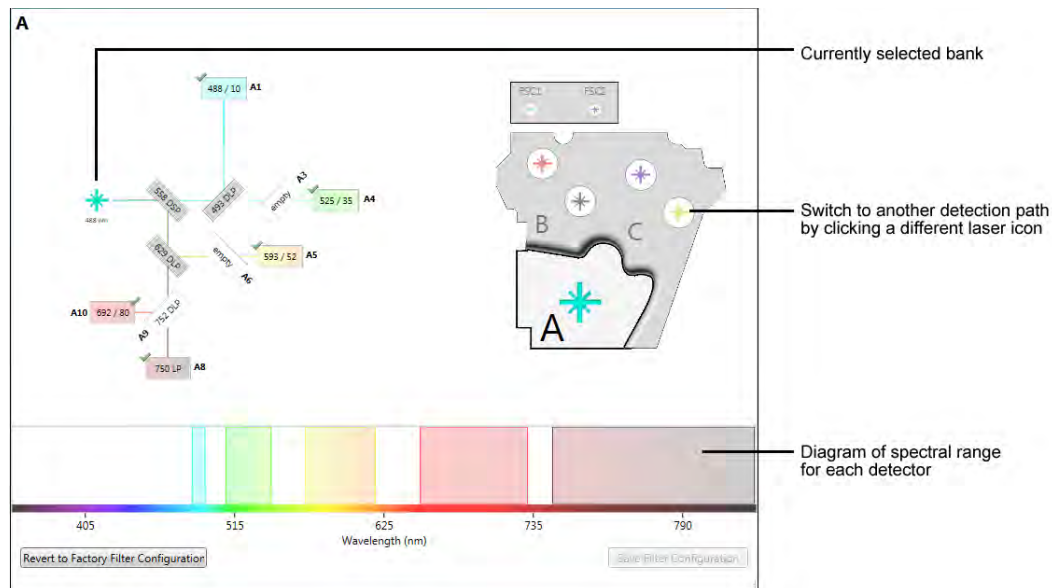 A
Currently selected bank
488 / 10 A1
FSC1 FSC2
558 DSP
493 DLP
empty
A3
525 / 35 A4
488 nm
Switch to another detection path
by clicking a different laser icon
B
C
629 DLP
empty
A6
593 / 52 A5
A10 692 / 80
A9
752 DLP
A
750 LP A8
Diagram of spectral range
for each detector
405 515 625 735 790
Wavelength (nm)
Revert to Factory Filter Configuration
Save Filter Configuration